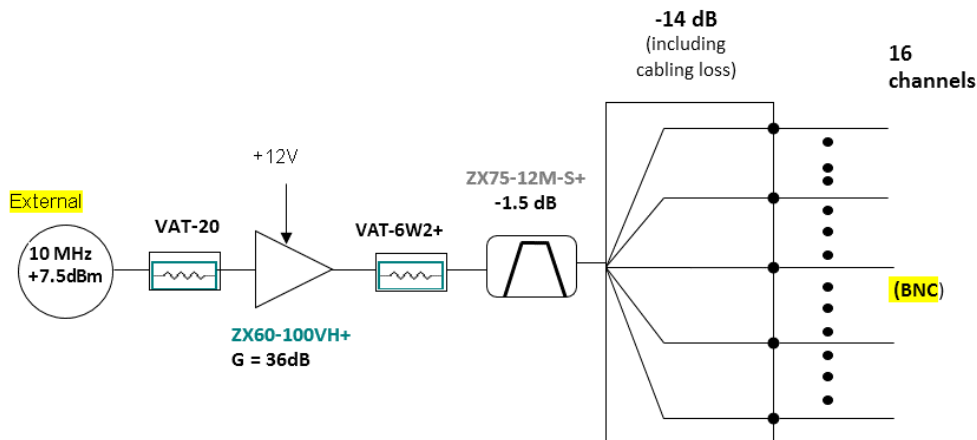 -14 dB
(including
cabling loss)
16
channels
+12V
ZX75-12M-S+
-1.5 dB
External
VAT-20
VAT-6W2+
10 MHz
+7.5dBm
(BNC)
ZX60-100VH+
G = 36dB